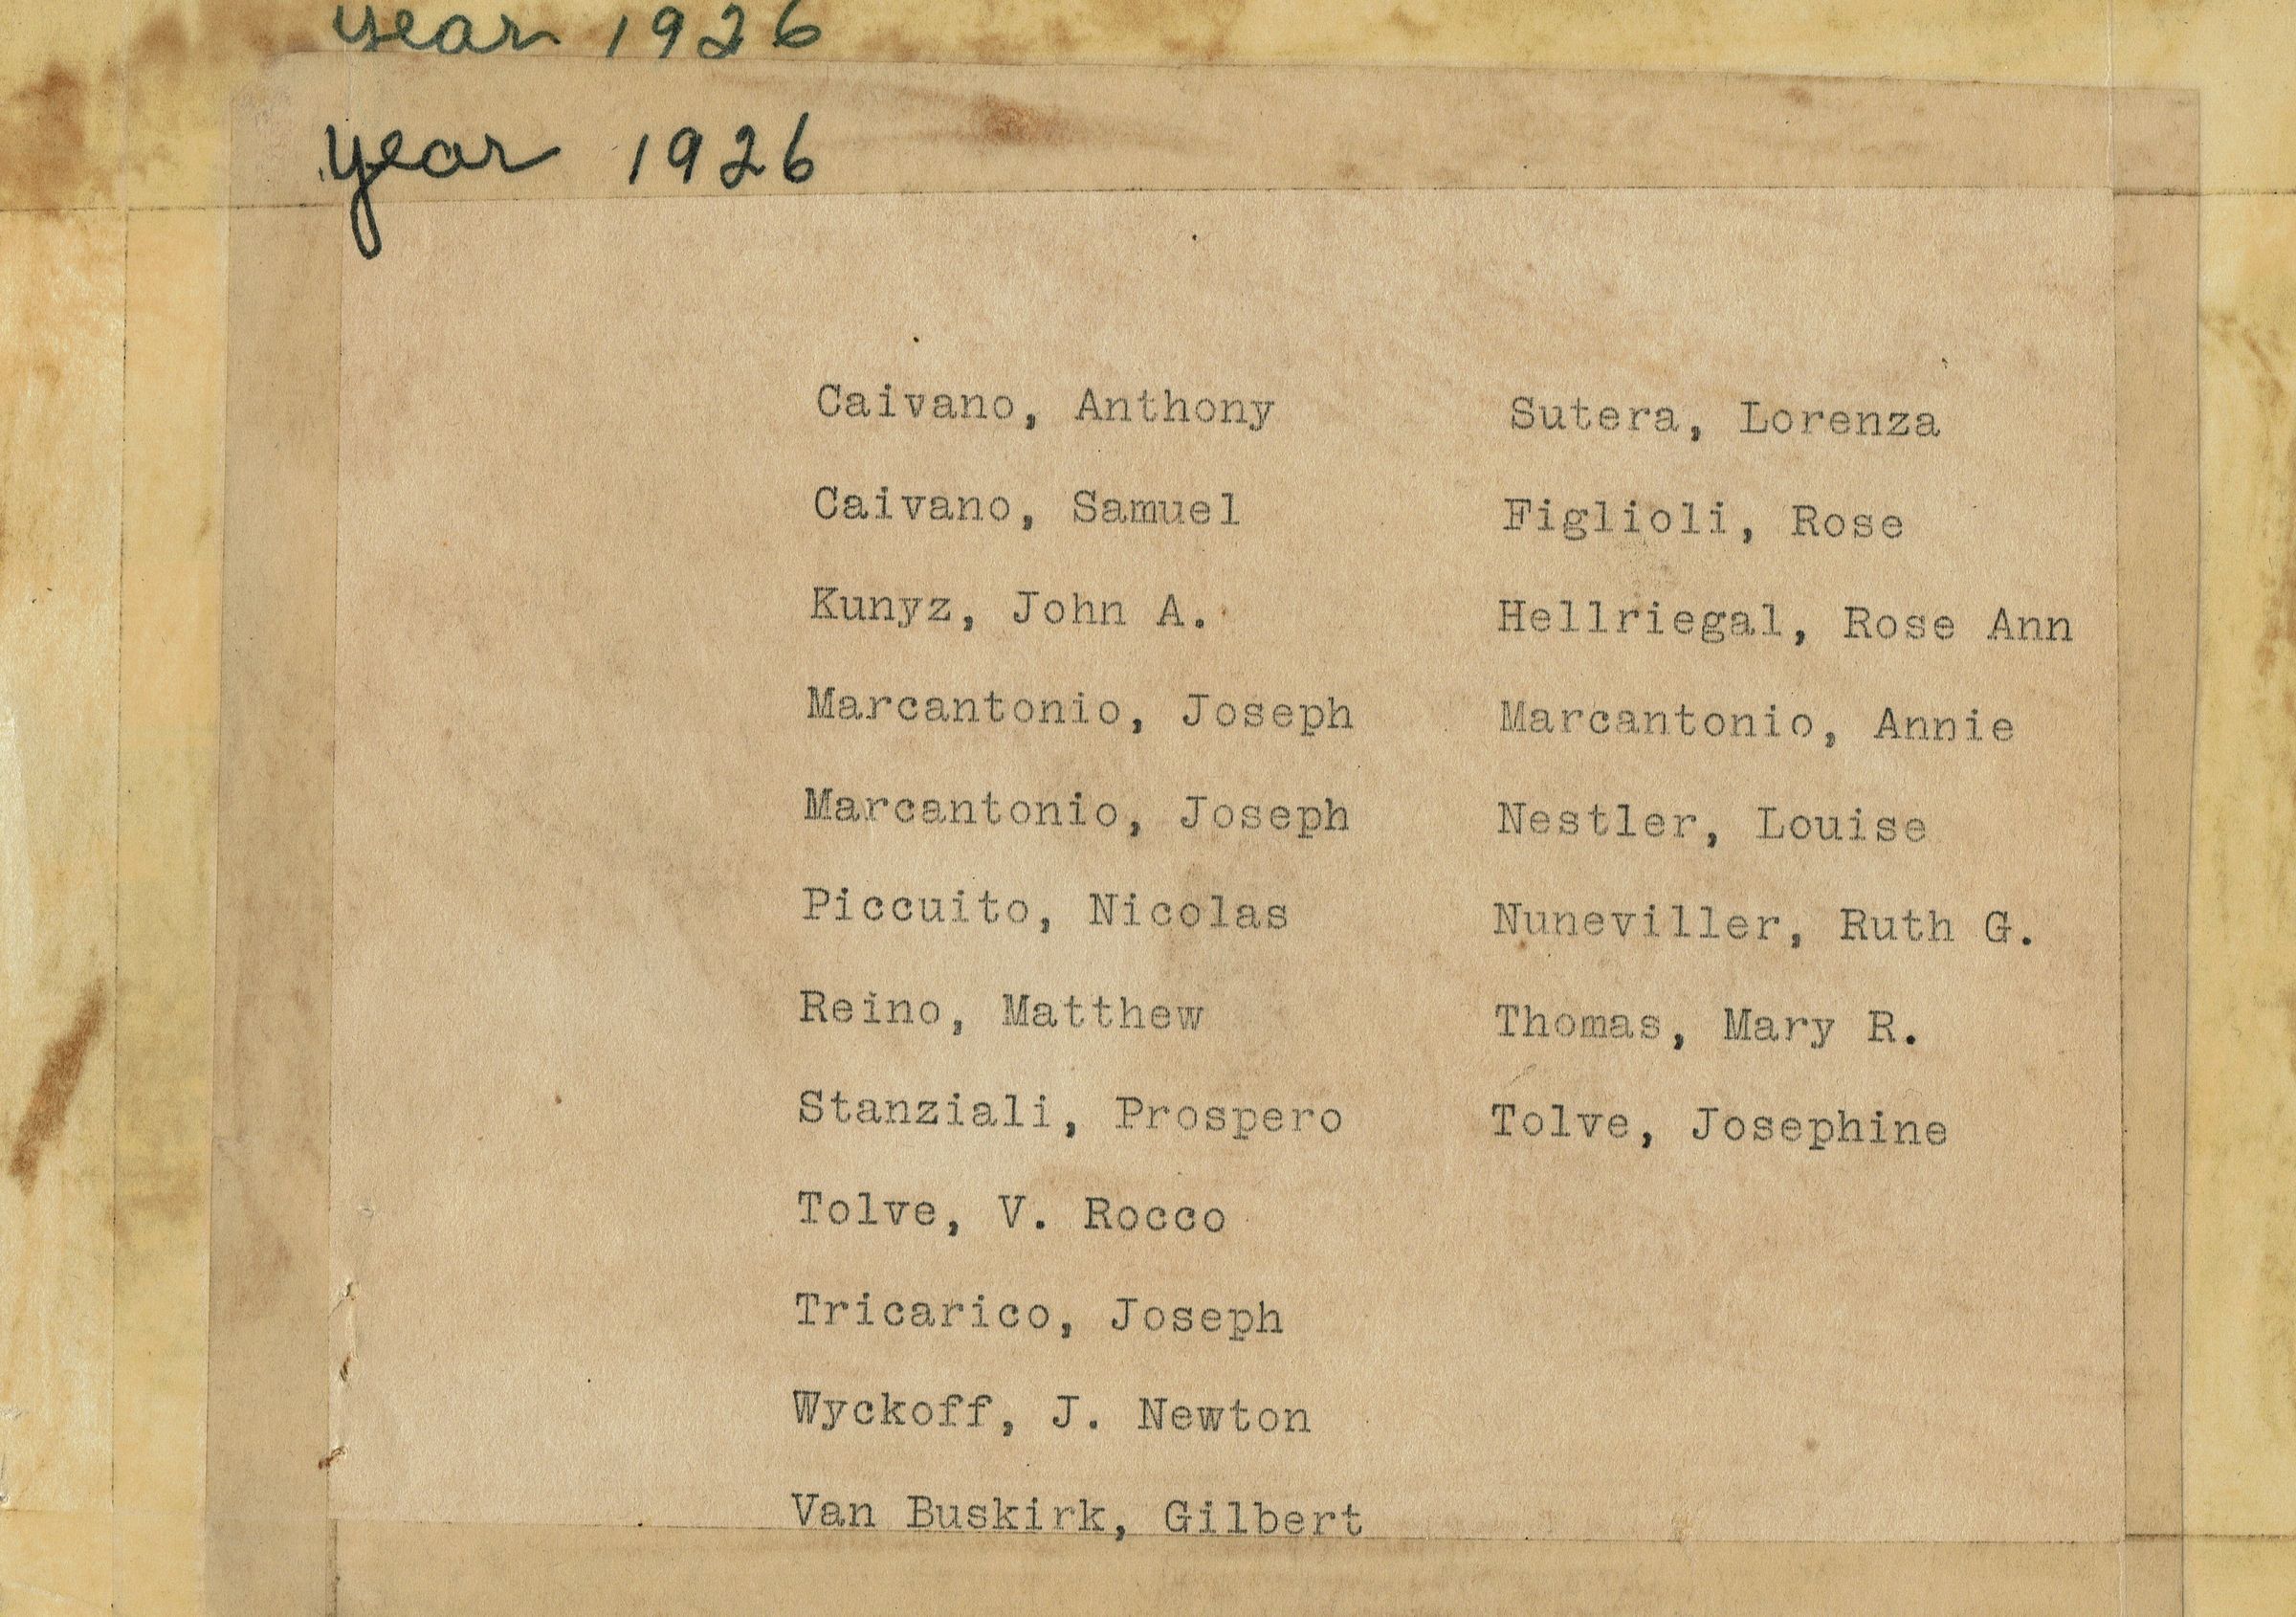 year 1926
year 1926
Caivano, Anthony
Caivano, Samuel
Kunyz, John A.
Marcantonio, Joseph
Marcantonio, Joseph
Piccuito, Nicolas
Reino, Matthew
Stanziali, Prospero
Tolve, V. Rocco
Tricarico, Joseph
Wyckoff, J. Newton
Van Buskirk, Gilbert
Sutera, Lorenza
Figlioli, Rose
Hellriegal, Rose Ann
Marcantonio, Annie
Nestler, Louise
Nuneviller, Ruth G.
Thomas, Mary R.
Tolve, Josephine